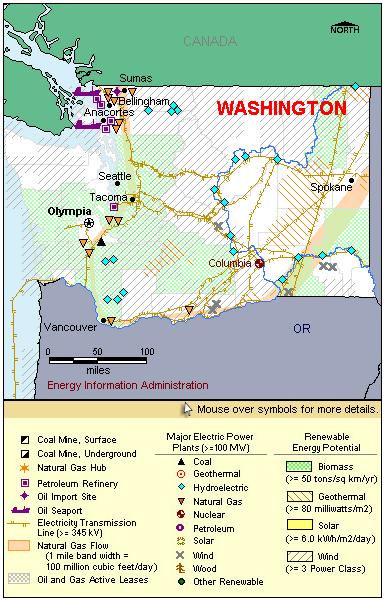 CANADA
NORTH
Sumas
Bellingham
Anacortes
WASHINGTON
Seattle
Spokane
Tacoma
Olympia
Columbia
Vancouver
OR
0 50 100
miles
Energy Information Administration
Mouse over symbols for more details.
Coal Mine, Surface
Coal Mine, Underground
Natural Gas Hub
Petroleum Refinery
Oil Import Site
Oil Seaport
Electricity Transmission
Line (>= 345 kV)
Natural Gas Flow
(1 mile band width =
100 million cubic feet/day)
Oil and Gas Active Leases
Major Electric Power
Plants (>=100 MW)
Coal
Geothermal
Hydroelectric
Natural Gas
Nuclear
Petroleum
Solar
Wind
Wood
Other Renewable
Renewable
Energy Potential
Biomass
(>= 50 tons/sq km/yr)
Geothermal
(>= 80 milliwatts/m2)
Solar
(>= 6.0 kWh/m2/day)
Wind
(>= 3 Power Class)